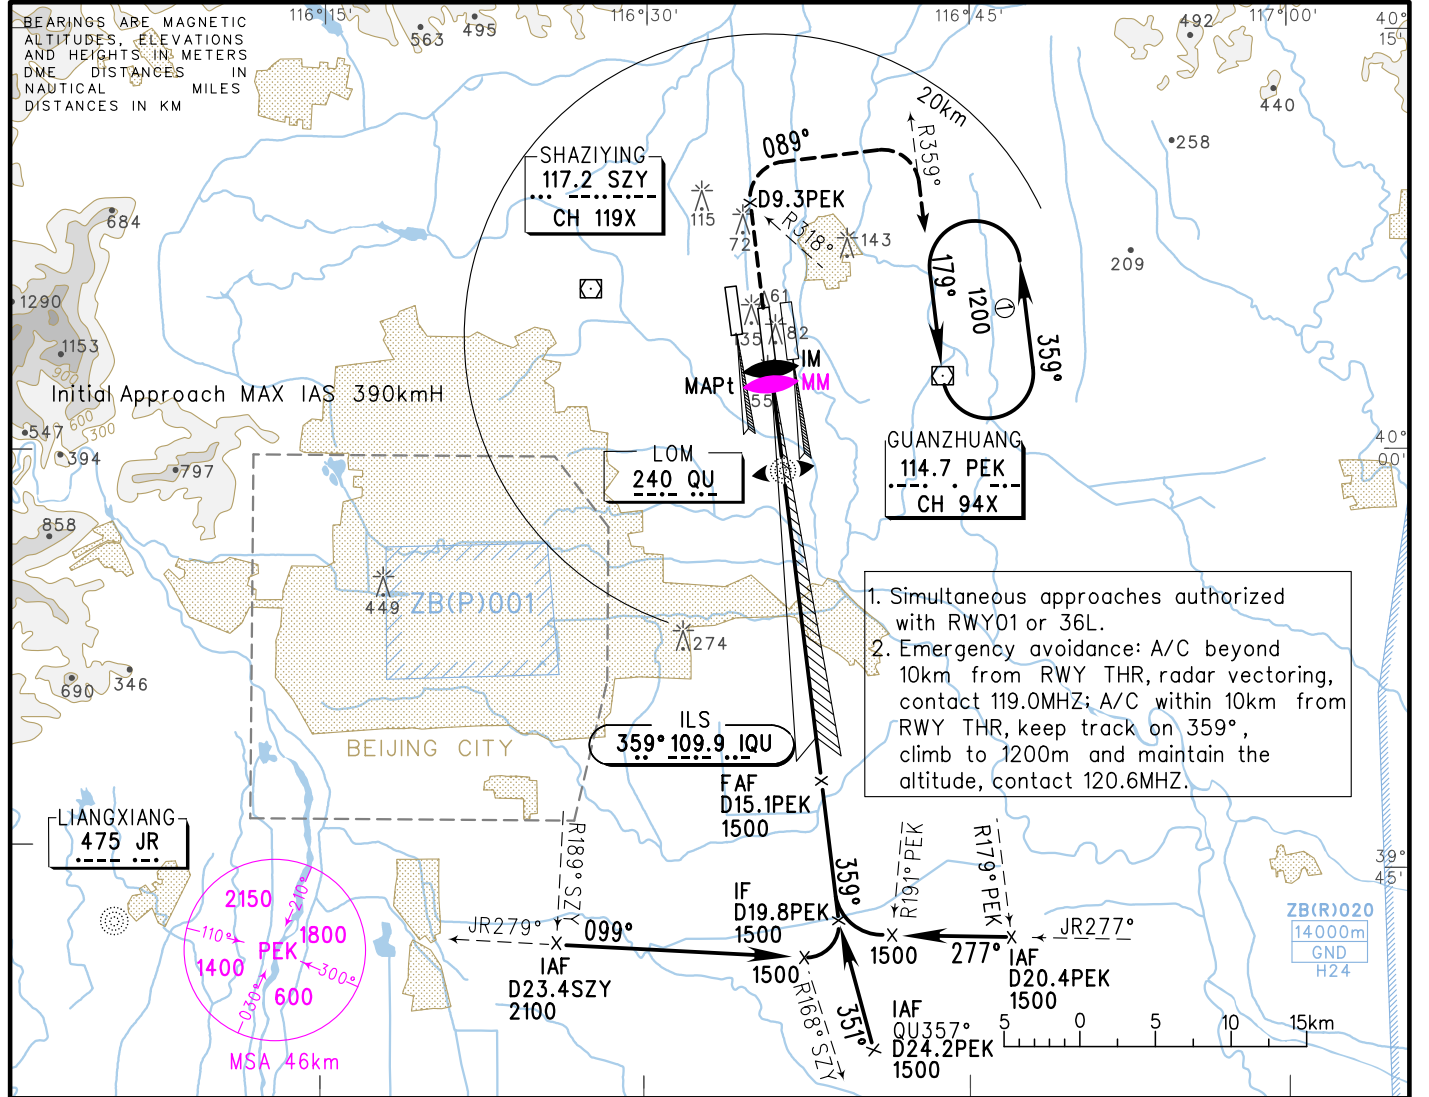 116°15'
116°30'
116°45'
117°00'
40°
15'
BEARINGS ARE MAGNETIC
ALTITUDES, ELEVATIONS
AND HEIGHTS IN METERS
DME DISTANCES IN
NAUTICAL MILES
DISTANCES IN KM
563
495
492
440
258
209
20km
R359°
089°
SHAZIYING
117.2 SZY
CH 119X
115
72
D9.3PEK
R318°
143
684
1290
1153
900
600
300
547
394
797
858
Initial Approach MAX IAS 390kmH
61
35
82
IM
MAPt
MM
55
179°
1200
1
359°
LOM
240 QU
GUANZHUANG
114.7 PEK
CH 94X
40°
00'
449
ZB(P)001
274
690
346
BEIJING CITY
1. Simultaneous approaches authorized
with RWY01 or 36L.
2. Emergency avoidance: A/C beyond
10km from RWY THR, radar vectoring,
contact 119.0MHZ; A/C within 10km from
RWY THR, keep track on 359°,
climb to 1200m and maintain the
altitude, contact 120.6MHZ.
ILS
359° 109.9 IQU
FAF
D15.1PEK
1500
LIANGXIANG
475 JR
R189° SZY
359°
R191° PEK
R179° PEK
39°
45'
2150
210°
110°
PEK
1800
1400
300°
030°
600
MSA 46km
JR279°
099°
IAF
D23.4SZY
2100
IF
D19.8PEK
1500
1500
R168° SZY
351°
1500
277°
JR277°
IAF
D20.4PEK
1500
IAF
QU357°
D24.2PEK
1500
ZB(R)020
14000m
GND
H24
5 0 5 10 15km